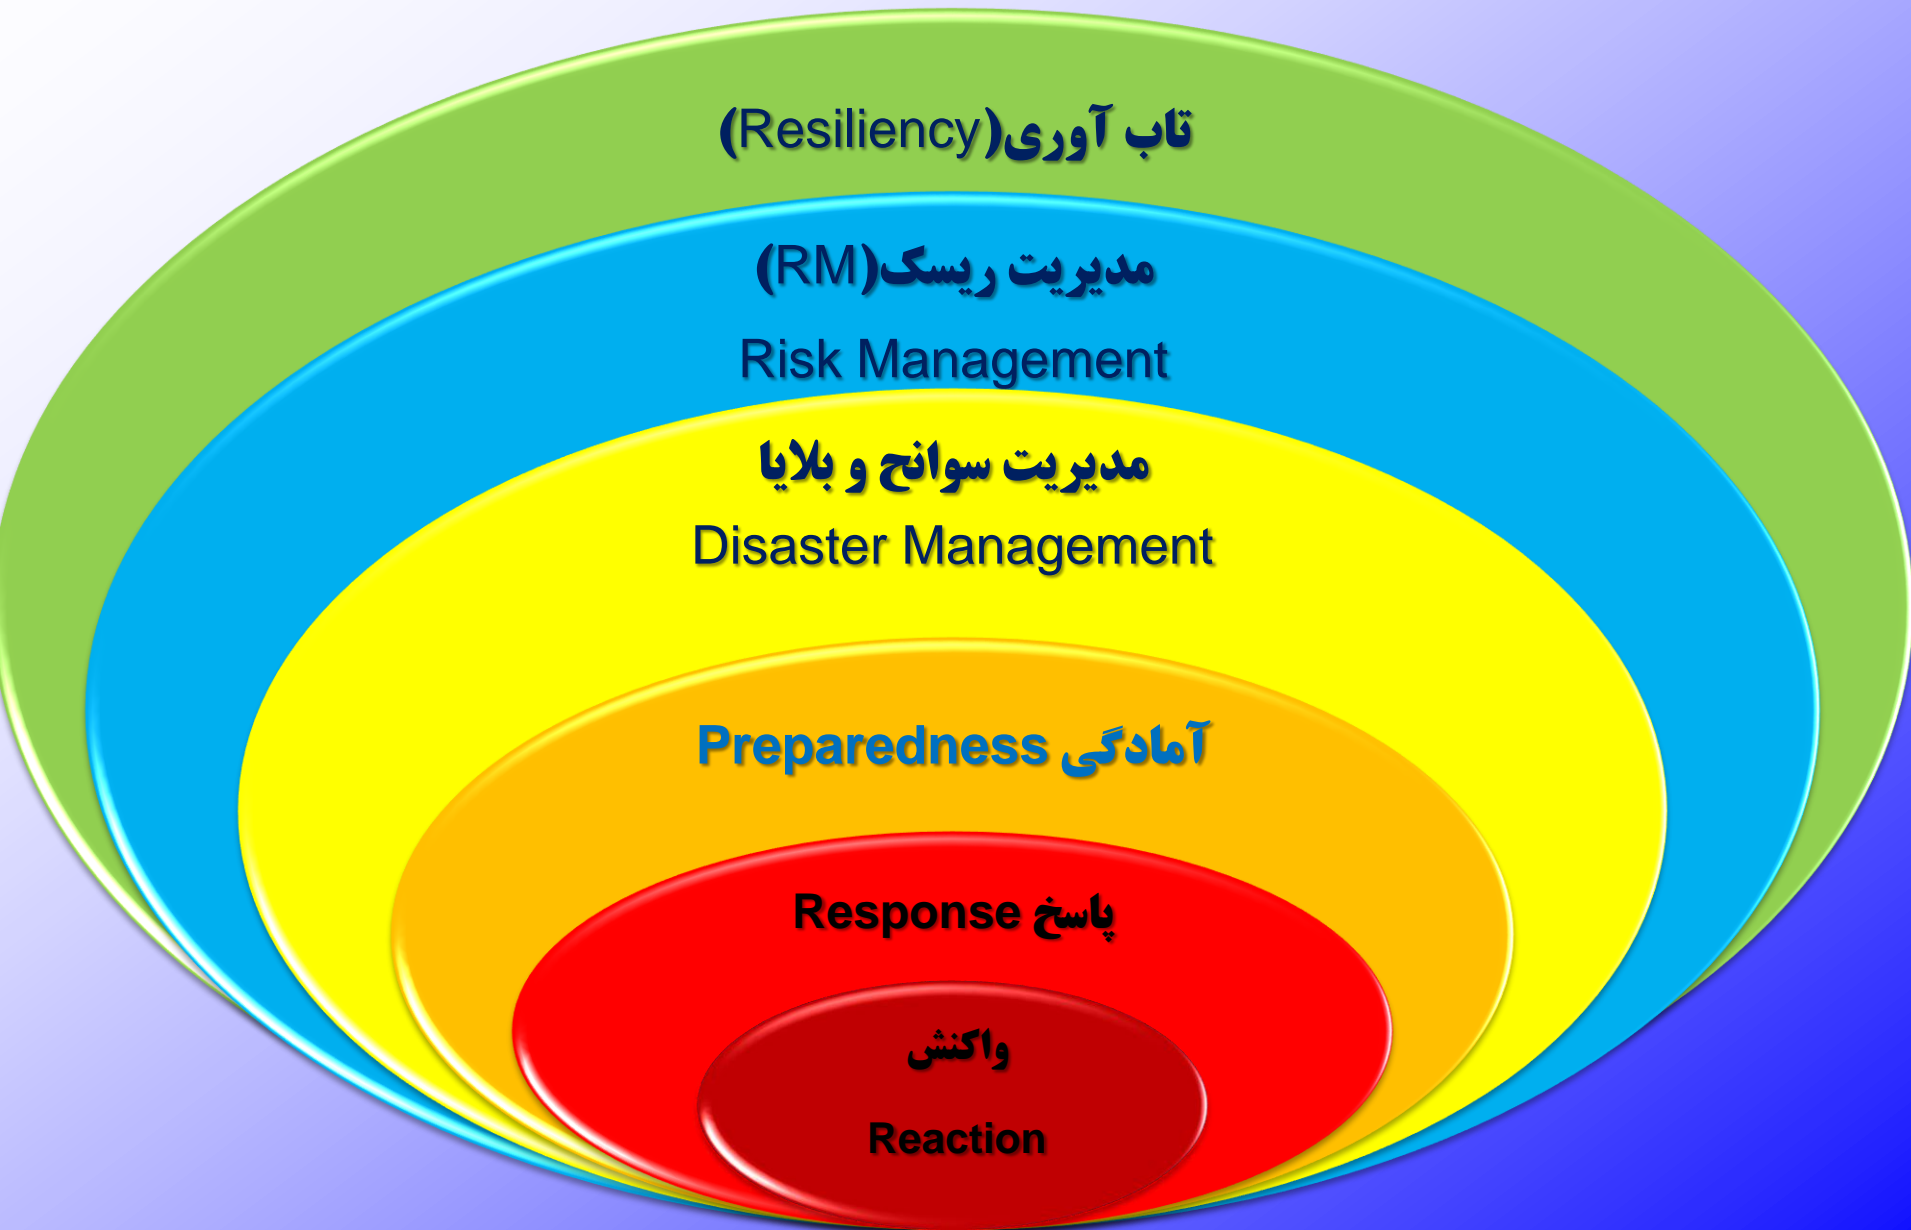 تاب آوری(Resiliency)
مدیریت ریسک(RM)
Risk Management
مدیریت سوانح و بلایا
Disaster Management
آمادگی Preparedness
پاسخ Response
واکنش
Reaction